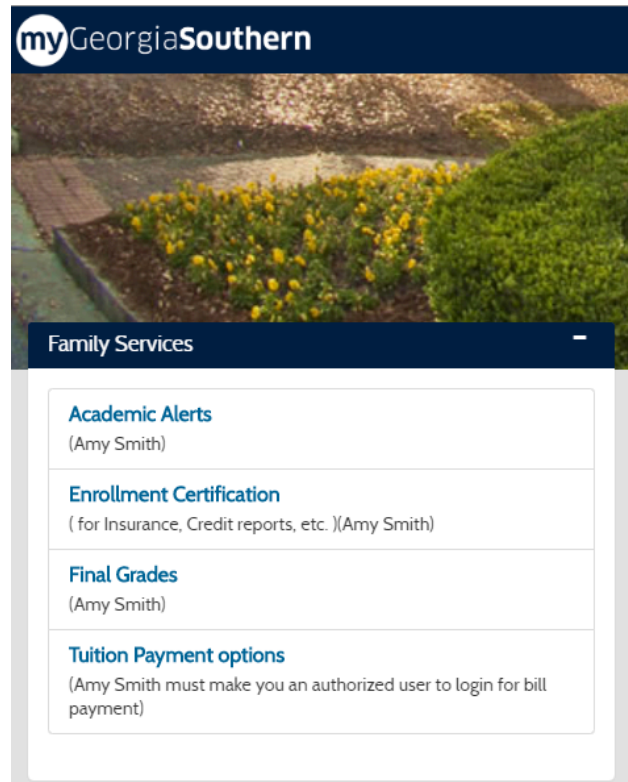 myGeorgiaSouthern
Family Services
Academic Alerts
(Amy Smith)
Enrollment Certification
( for Insurance, Credit reports, etc. )(Amy Smith)
Final Grades
(Amy Smith)
Tuition Payment options
(Amy Smith must make you an authorized user to login for bill
payment)